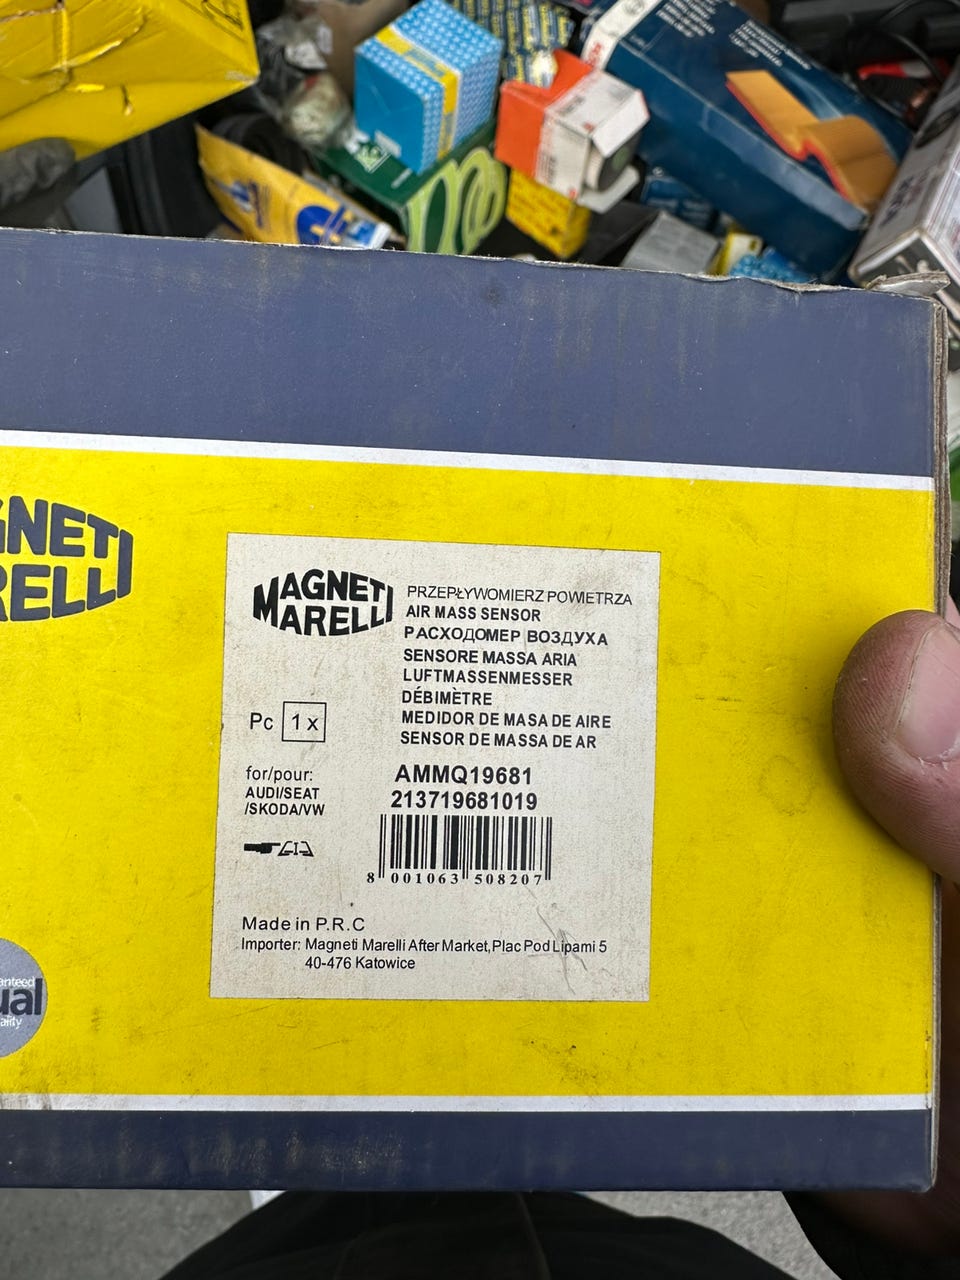 MAGNETI
MARELLI
PRZEPŁYWOMIERZ POWIETRZA
AIR MASS SENSOR
РАСХОДОМЕР ВОЗДУХА
SENSORE MASSA ARIA
LUFTMASSENMESSER
DÉBIMÈTRE
MEDIDOR DE MASA DE AIRE
SENSOR DE MASSA DE AR
Pc 1 x
for/pour:
AUDI/SEAT
/SKODA/VW
AMMQ19681
213719681019
8 001063 508207
Made in P.R.C
Importer: Magneti Marelli After Market,Plac Pod Lipami 5
40-476 Katowice